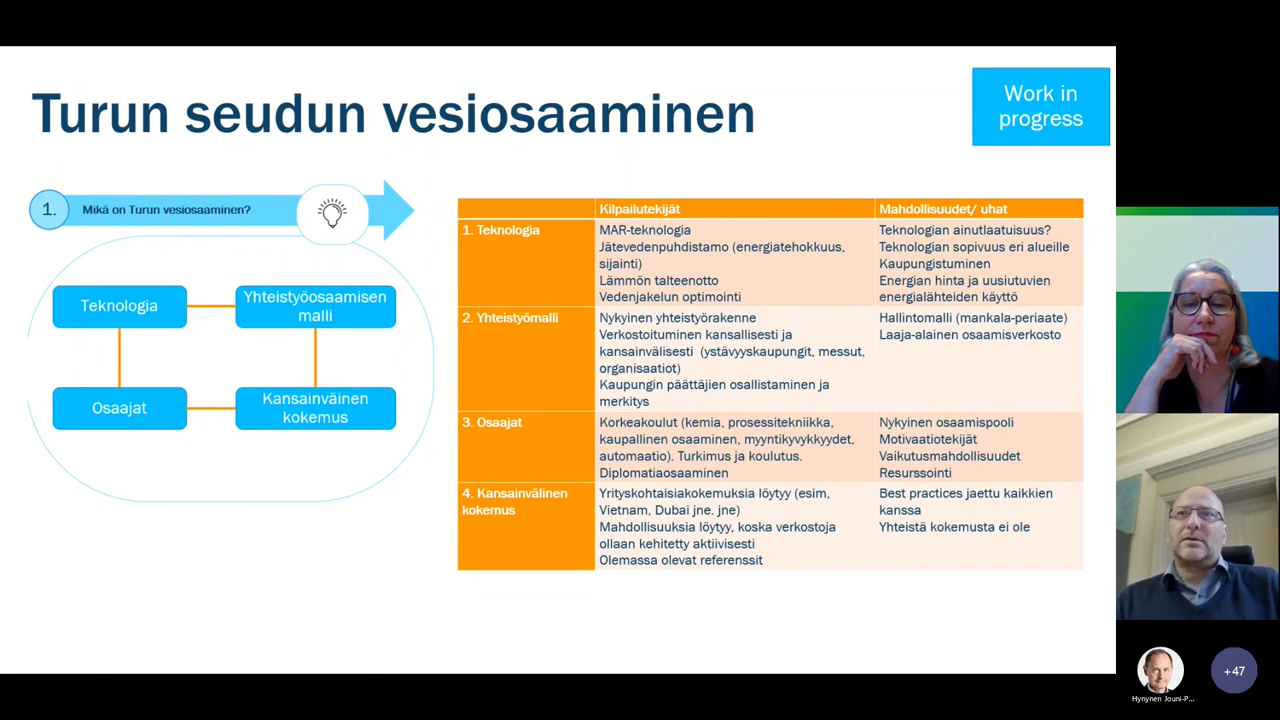 Turun seudun vesiosaaminen
Work in
progress
1.
Mikä on Turun vesiosaaminen?
Teknologia
Yhteistyöosaamisen
malli
Osaajat
Kansainväinen
kokemus
Kilpailutekijät
Mahdollisuudet/ uhat
1. Teknologia
MAR-teknologia
Jätevedenpuhdistamo (energiatehokkuus,
sijainti)
Lämmön talteenotto
Vedenjakelun optimointi
Teknologian ainutlaatuisuus?
Teknologian sopivuus eri alueille
Kaupungistuminen
Energian hinta ja uusiutuvien
energialähteiden käyttö
2. Yhteistyömalli
Nykyinen yhteistyörakenne
Verkostoituminen kansallisesti ja
kansainvälisesti (ystävyyskaupungit, messut,
organisaatiot)
Kaupungin päättäjien osallistaminen ja
merkitys
Hallintomalli (mankala-periaate)
Laaja-alainen osaamisverkosto
3. Osaajat
Korkeakoulut (kemia, prosessitekniikka,
kaupallinen osaaminen, myyntikyvykkyydet,
automaatio). Turkimus ja koulutus.
Diplomatiaosaaminen
Nykyinen osaamispooli
Motivaatiotekijät
Vaikutusmahdollisuudet
Resurssointi
4. Kansainvälinen
kokemus
Yrityskohtaisiakokemuksia löytyy (esim,
Vietnam, Dubai jne. jne)
Mahdollisuuksia löytyy, koska verkostoja
ollaan kehitetty aktiivisesti
Olemassa olevat referenssit
Best practices jaettu kaikkien
kanssa
Yhteistä kokemusta ei ole
Hynynen Jouni-P...
+47